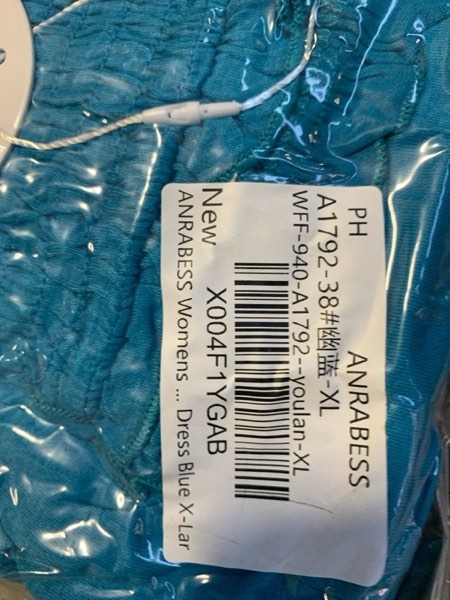 PH ANRABESS
A1792-38#幽蓝-XL
WFF-940-A1792--youlan-XL
X004F1YGAB
New
ANRABESS Womens ... Dress Blue X-Lar